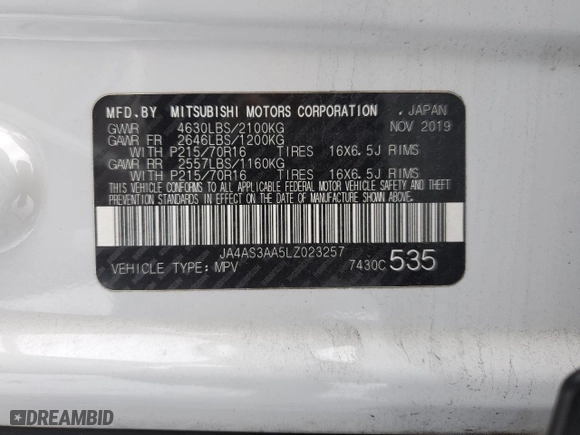 MFD.BY MITSUBISHI MOTORS CORPORATION , JAPAN
GVWR 4630LBS/2100KG NOV 2019
GAWR FR 2646LBS/1200KG
WITH P215/70R16 TIRES 16X6.5J RIMS
GAWR RR 2557LBS/1160KG
WITH P215/70R16 TIRES 16X6.5J RIMS
THIS VEHICLE CONFORMS TO ALL APPLICABLE FEDERAL MOTOR VEHICLE SAFETY AND
THEFT PREVENTION STANDARDS IN EFFECT ON THE DATE OF MANUFACTURE SHOWN ABOVE.
JA4AS3AA5LZ023257
VEHICLE TYPE:MPV 7430C 535
DREAMBID